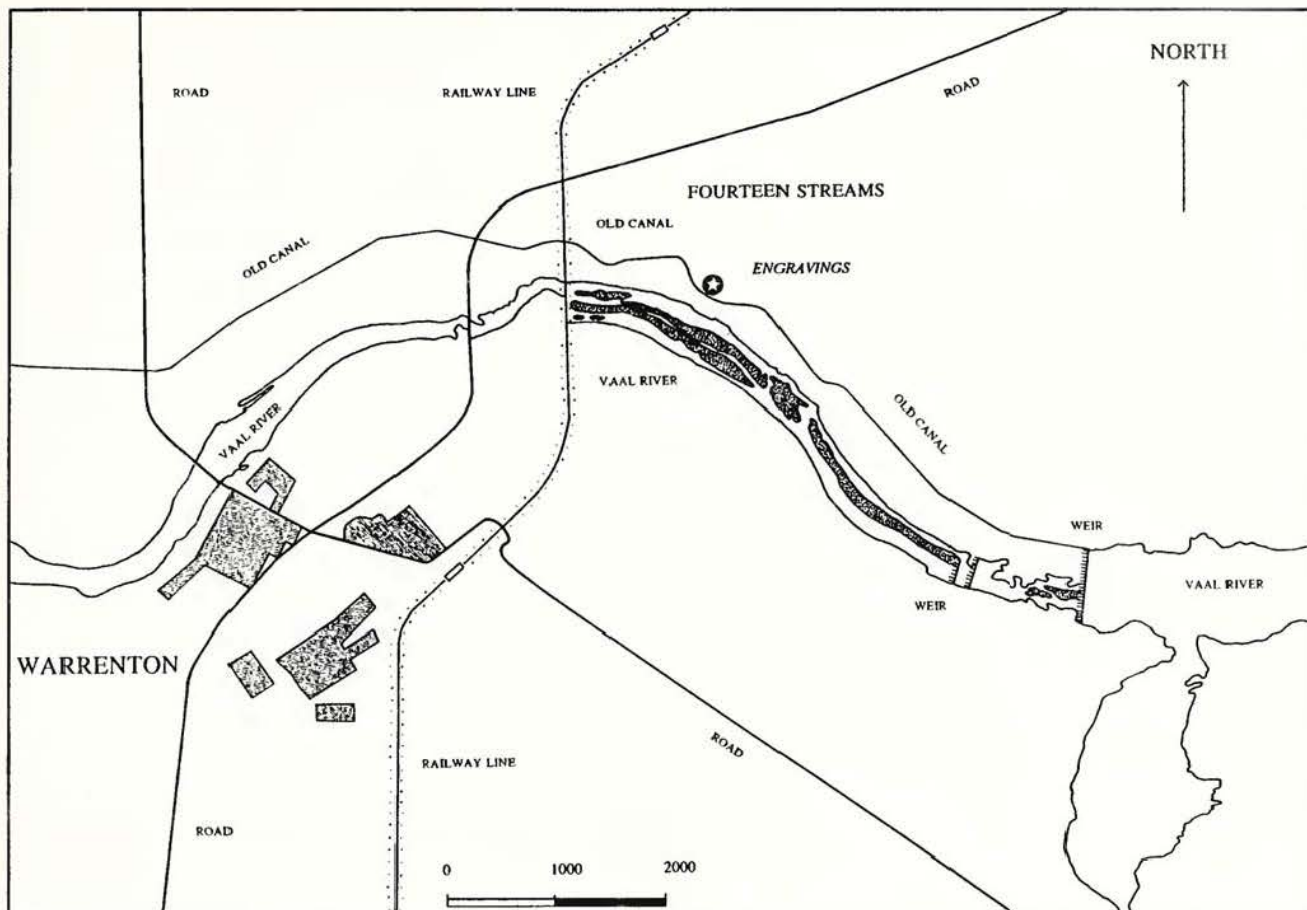 NORTH
ROAD
RAILWAY LINE
ROAD
FOURTEEN STREAMS
OLD CANAL
OLD CANAL
ENGRAVINGS
VAAL RIVER
VAAL RIVER
OLD CANAL
WEIR
VAAL RIVER
WEIR
WARRENTON
ROAD
RAILWAY LINE
ROAD
0 1000 2000